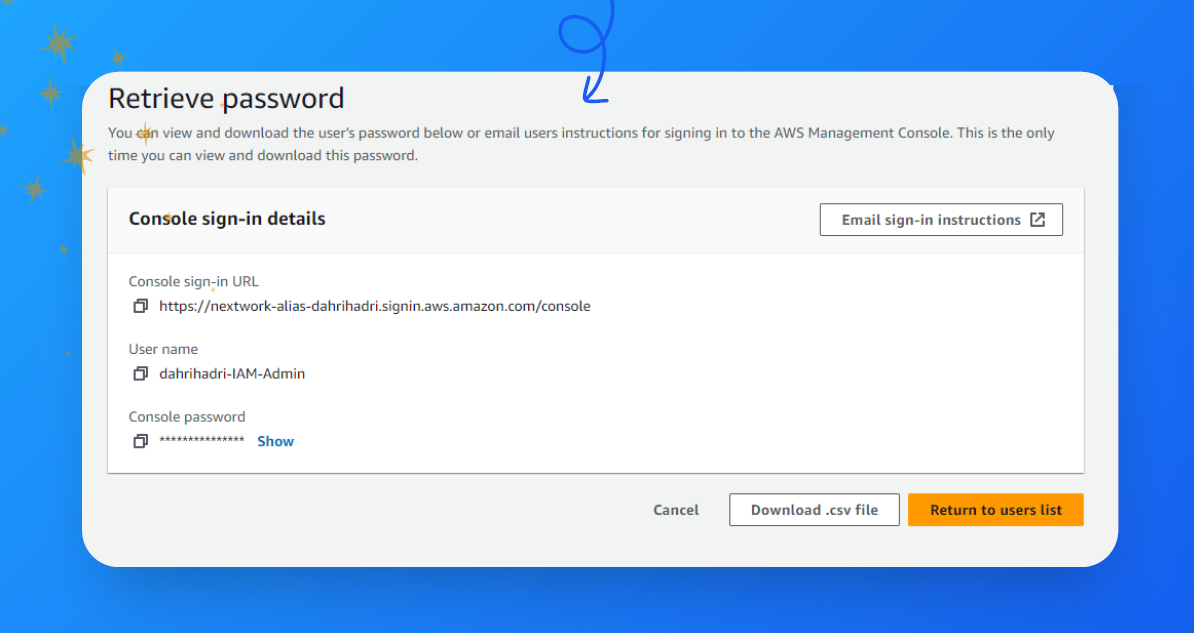 Retrieve password
You can view and download the user's password below or email users instructions for signing in to the AWS Management Console. This is the only
time you can view and download this password.
Console sign-in details
Email sign-in instructions
Console sign-in URL
https://nextwork-alias-dahrihadri.signin.aws.amazon.com/console
User name
dahrihadri-IAM-Admin
Console password
*************** Show
Cancel
Download .csv file
Return to users list